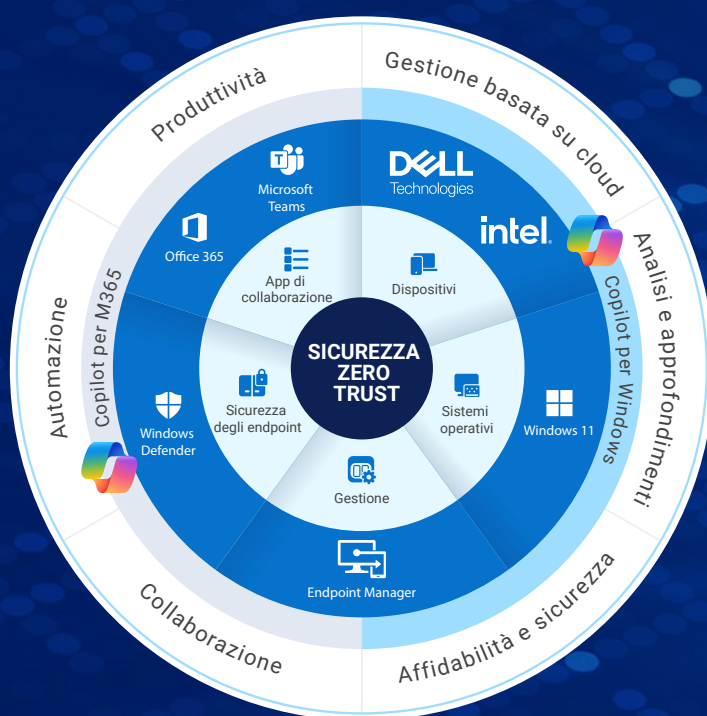 Produttività
Gestione basata su cloud
Analisi e approfondimenti
Affidabilità e sicurezza
Collaborazione
Automazione
Copilot per M365
Copilot per Windows
Microsoft
Teams
Office 365
DELL
Technologies
intel.
Windows 11
Endpoint Manager
Windows
Defender
App di
collaborazione
Dispositivi
Sistemi
operativi
Gestione
Sicurezza
degli endpoint
SICUREZZA
ZERO
TRUST